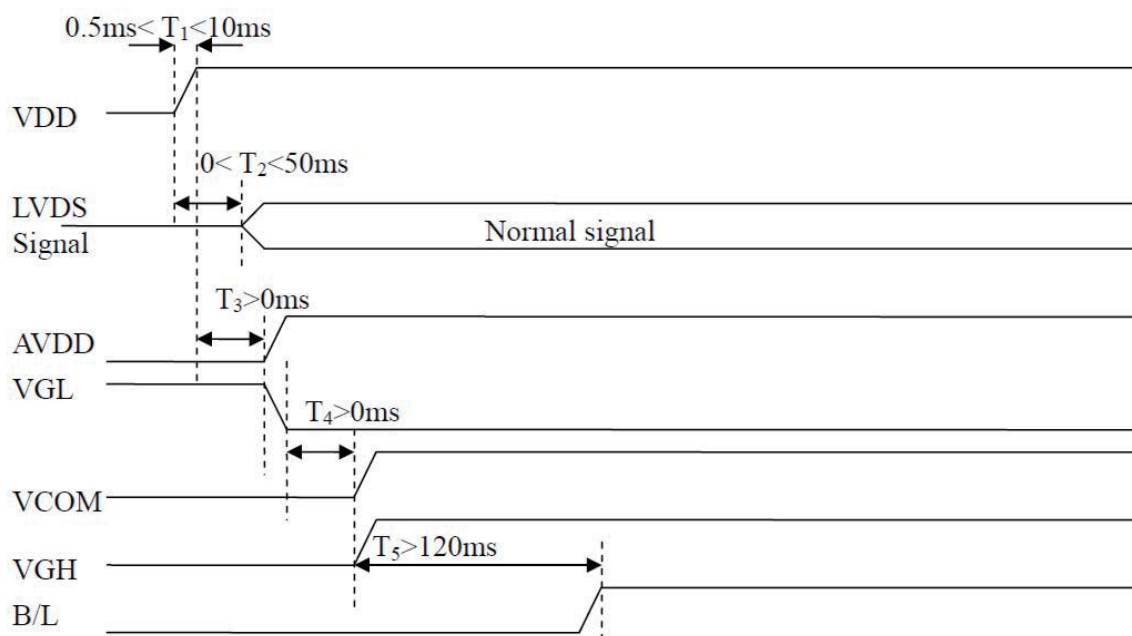 0.5ms< T₁<10ms
VDD
0< T₂<50ms
LVDS
Signal
Normal signal
T₃>0ms
AVDD
VGL
T₄>0ms
VCOM
T₅>120ms
VGH
B/L